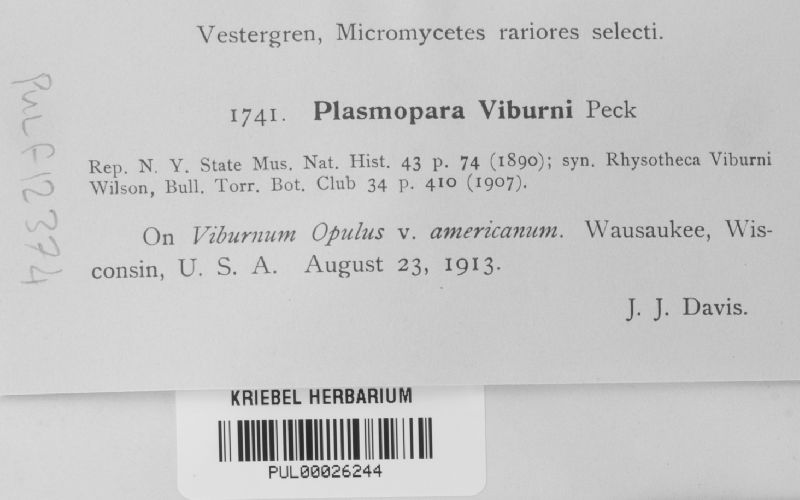 Vestergren, Micromycetes rariores selecti.
1741. Plasmopara Viburni Peck
Rep. N. Y. State Mus. Nat. Hist. 43 p. 74 (1890); syn. Rhysotheca Viburni
Wilson, Bull. Torr. Bot. Club 34 p. 410 (1907).
On Viburnum Opulus v. americanum. Wausaukee, Wis-
consin, U. S. A. August 23, 1913.
J. J. Davis.
PULF12374
KRIEBEL HERBARIUM
PUL00026244